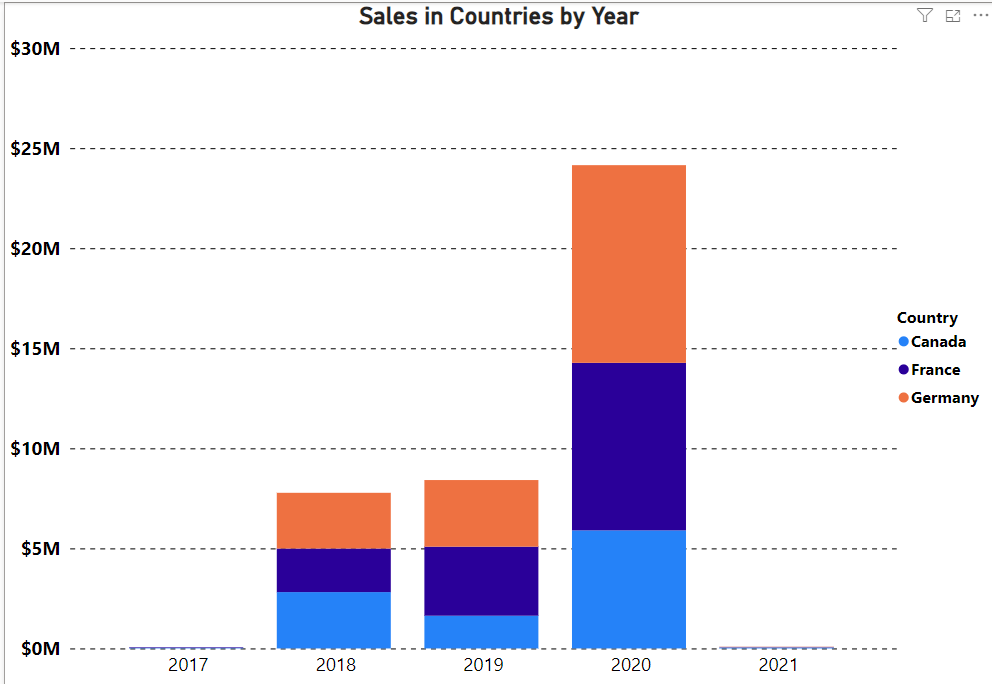 Sales in Countries by Year
$30M
$25M
$20M
$15M
$10M
$5M
$0M
2017 2018 2019 2020 2021
Country
Canada
France
Germany